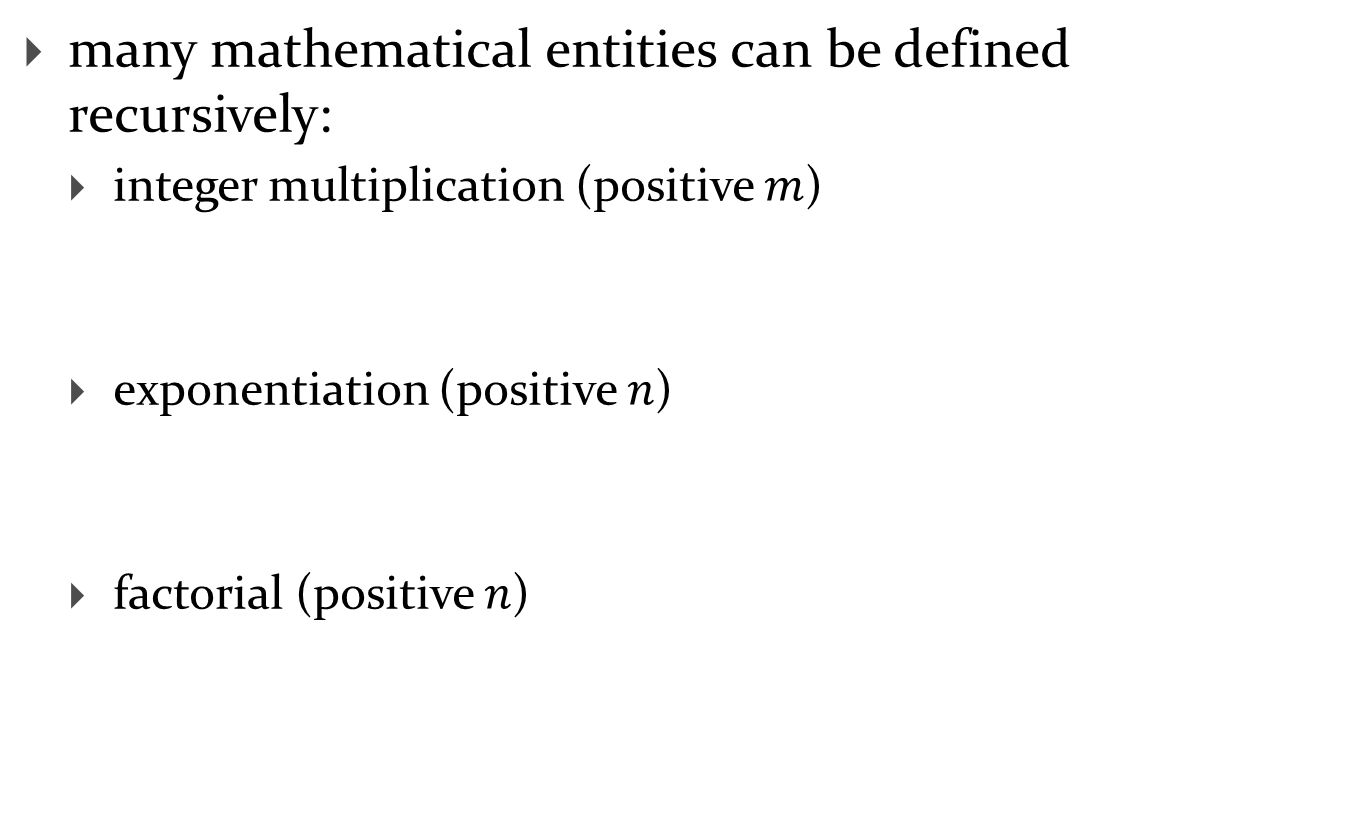 many mathematical entities can be defined
recursively:
integer multiplication (positive m)
exponentiation (positive n)
factorial (positive n)